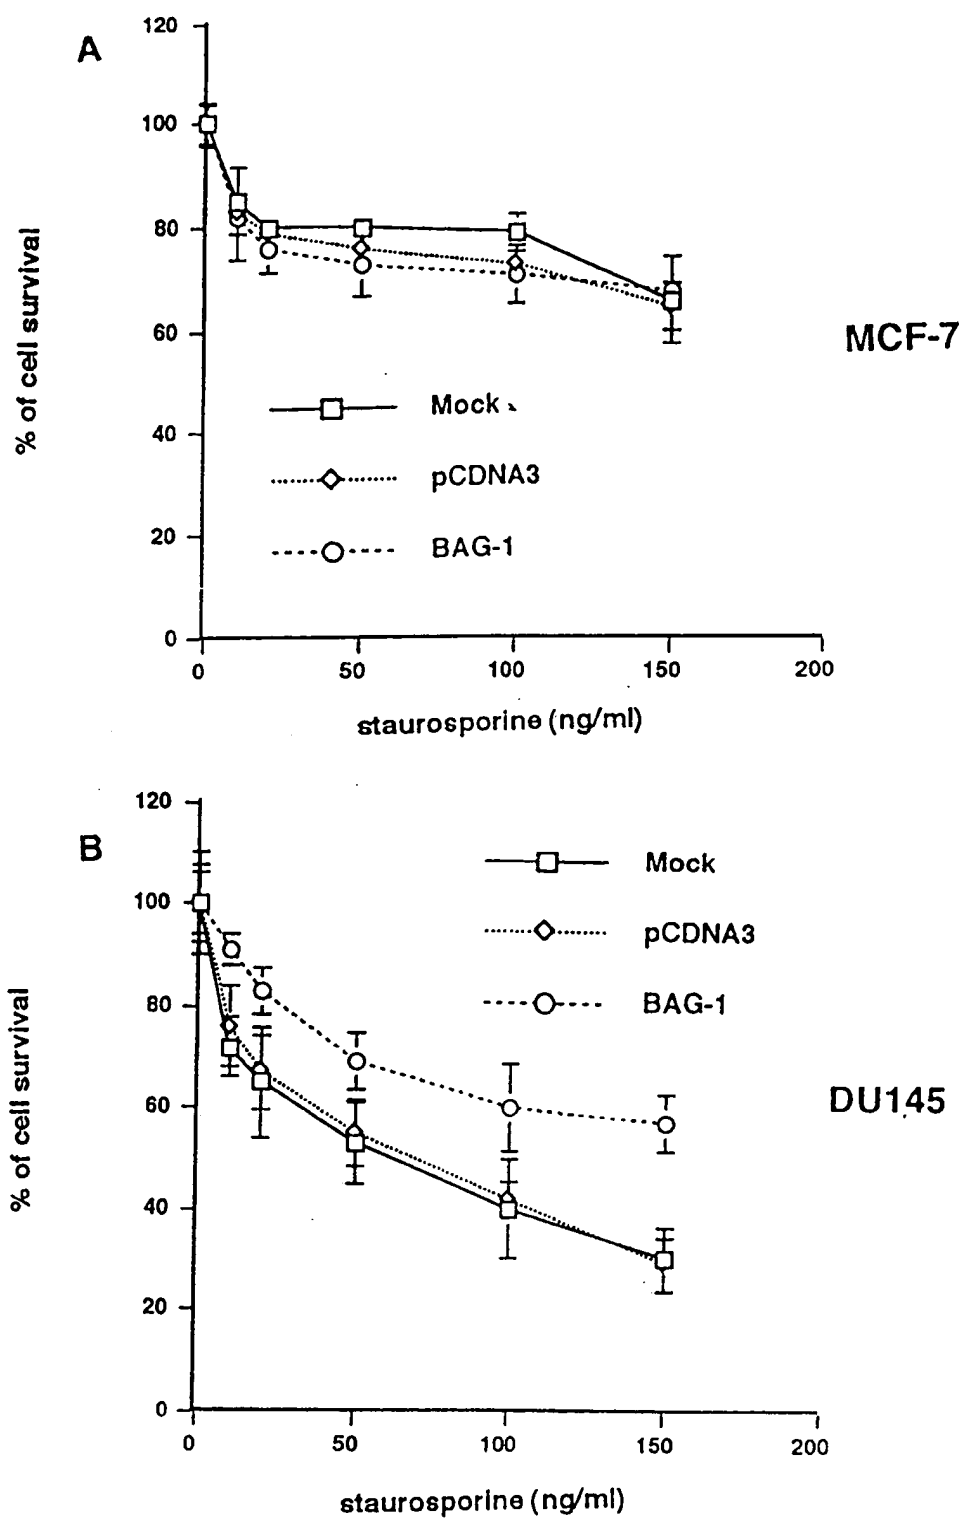 A
120
100
80
60
40
20
0
% of cell survival
Mock
pCDNA3
BAG-1
MCF-7
0 50 100 150 200
staurosporine (ng/ml)
B
120
100
80
60
40
20
0
% of cell survival
Mock
pCDNA3
BAG-1
DU145
0 50 100 150 200
staurosporine (ng/ml)